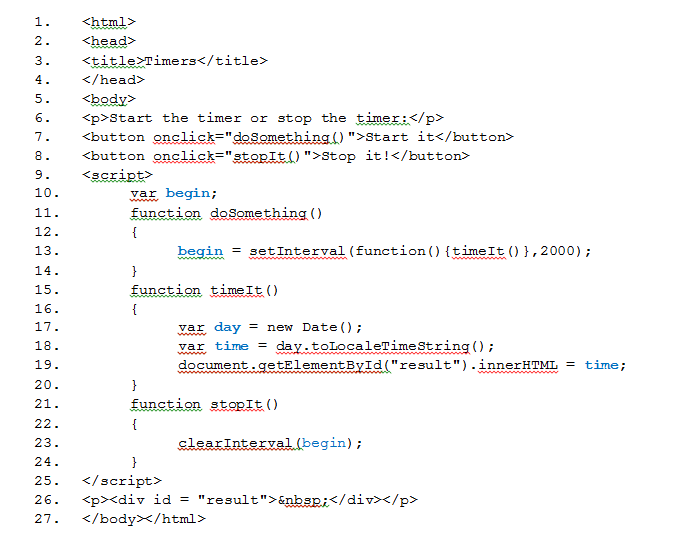 1. <html>
2. <head>
3. <title>Timers</title>
4. </head>
5. <body>
6. <p>Start the timer or stop the timer:</p>
7. <button onclick="doSomething()">Start it</button>
8. <button onclick="stopIt()">Stop it!</button>
9. <script>
10. var begin;
11. function doSomething()
12. {
13. begin = setInterval(function(){timeIt()},2000);
14. }
15. function timeIt()
16. {
17. var day = new Date();
18. var time = day.toLocaleTimeString();
19. document.getElementById("result").innerHTML = time;
20. }
21. function stopIt()
22. {
23. clearInterval(begin);
24. }
25. </script>
26. <p><div id = "result">&nbsp;</div></p>
27. </body></html>